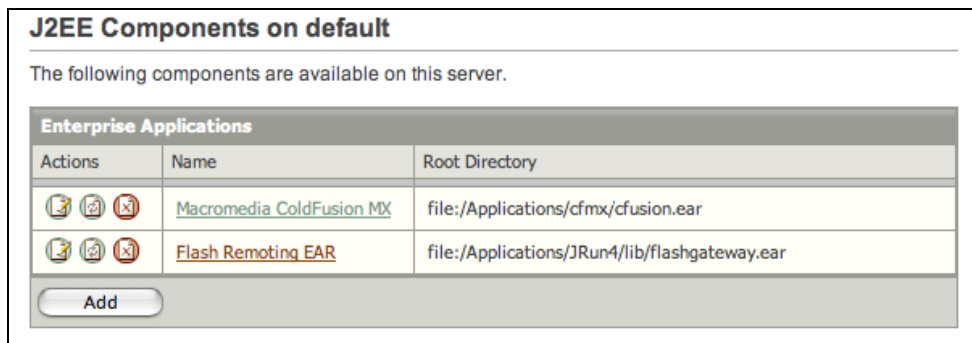 J2EE Components on default
The following components are available on this server.
Enterprise Applications
Actions Name Root Directory
Macromedia ColdFusion MX file:/Applications/cfmx/cfusion.ear
Flash Remoting EAR file:/Applications/JRun4/lib/flashgateway.ear
Add